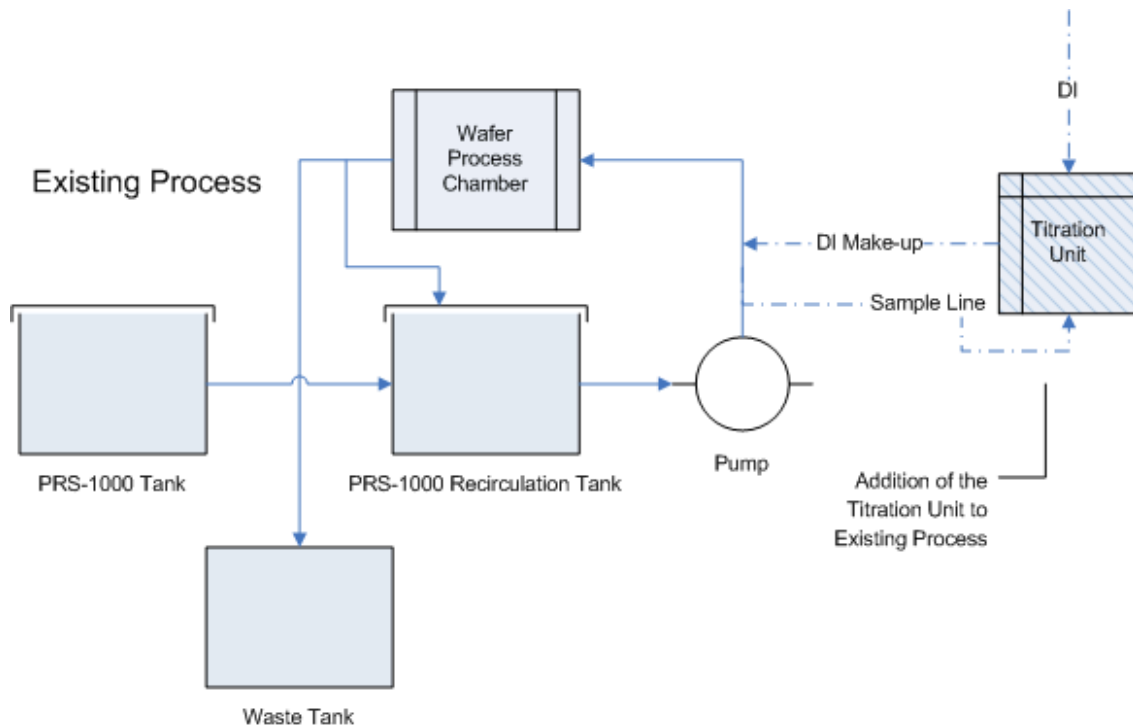 DI
Wafer
Process
Chamber
Existing Process
Titration
Unit
DI Make-up
Sample Line
PRS-1000 Tank
PRS-1000 Recirculation Tank
Pump
Addition of the
Titration Unit to
Existing Process
Waste Tank